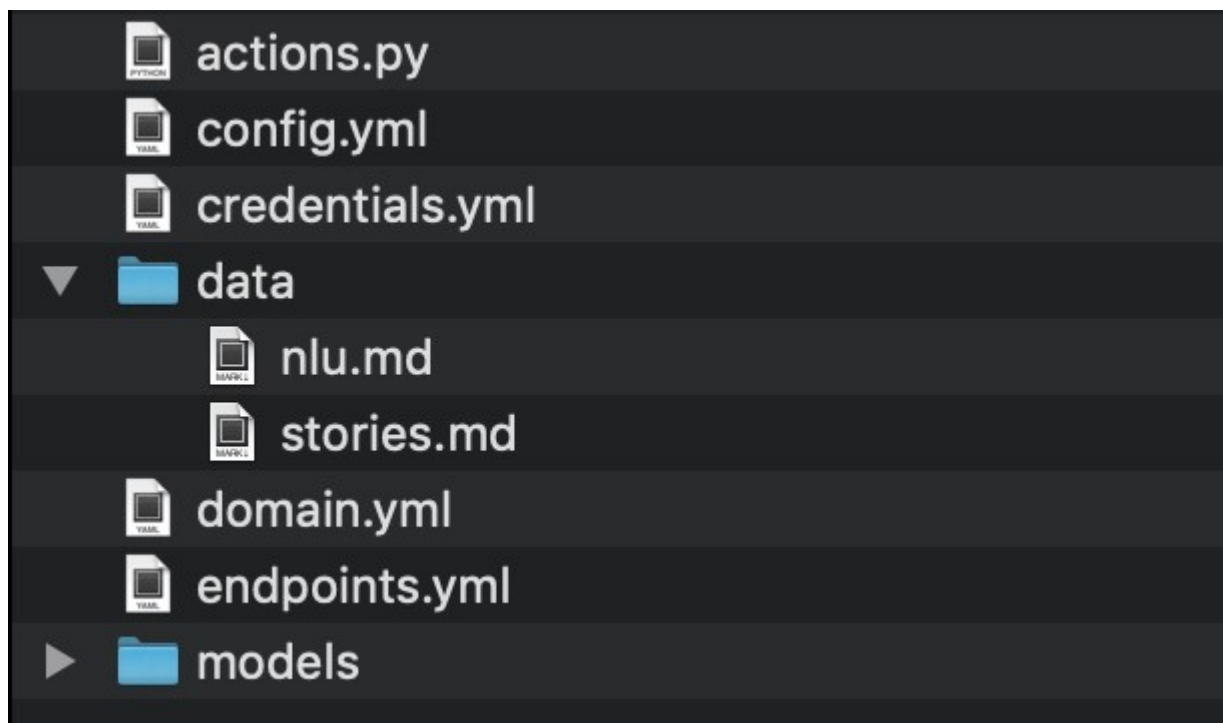 actions.py
config.yml
credentials.yml
data
nlu.md
stories.md
domain.yml
endpoints.yml
models